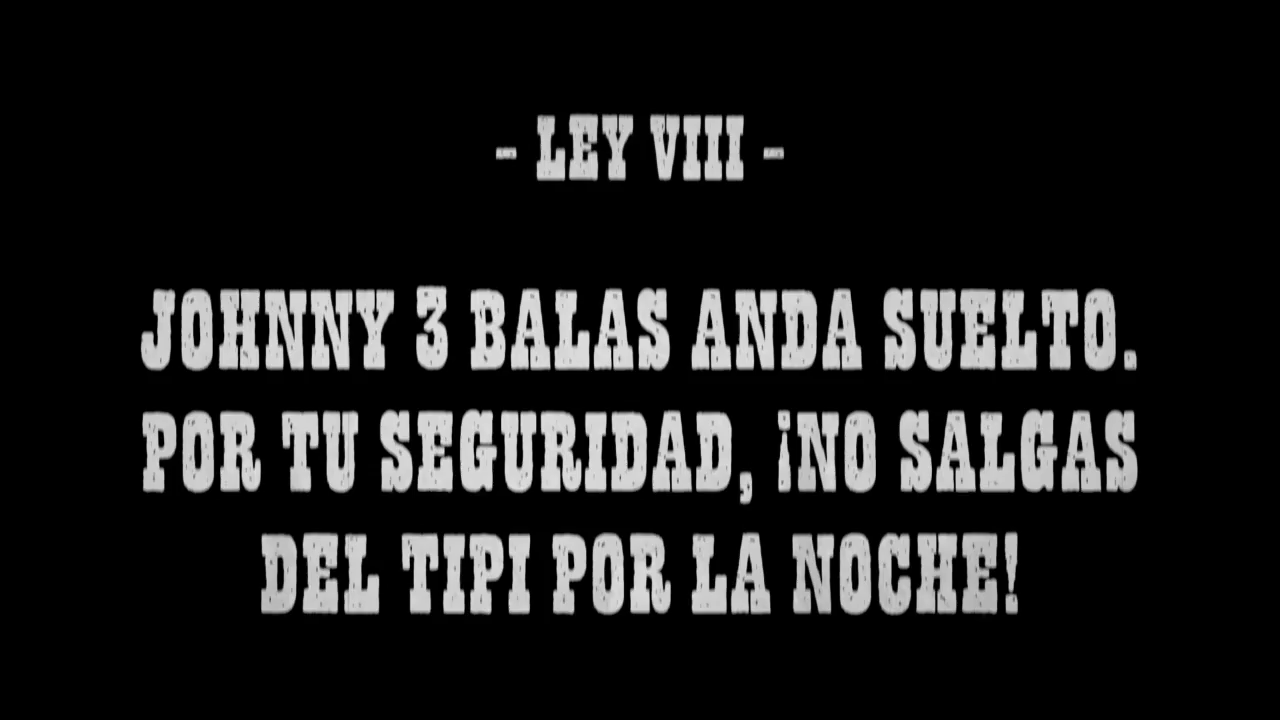 - LEY VIII -
JOHNNY 3 BALAS ANDA SUELTO.
POR TU SEGURIDAD, ¡NO SALGAS
DEL TIPI POR LA NOCHE!